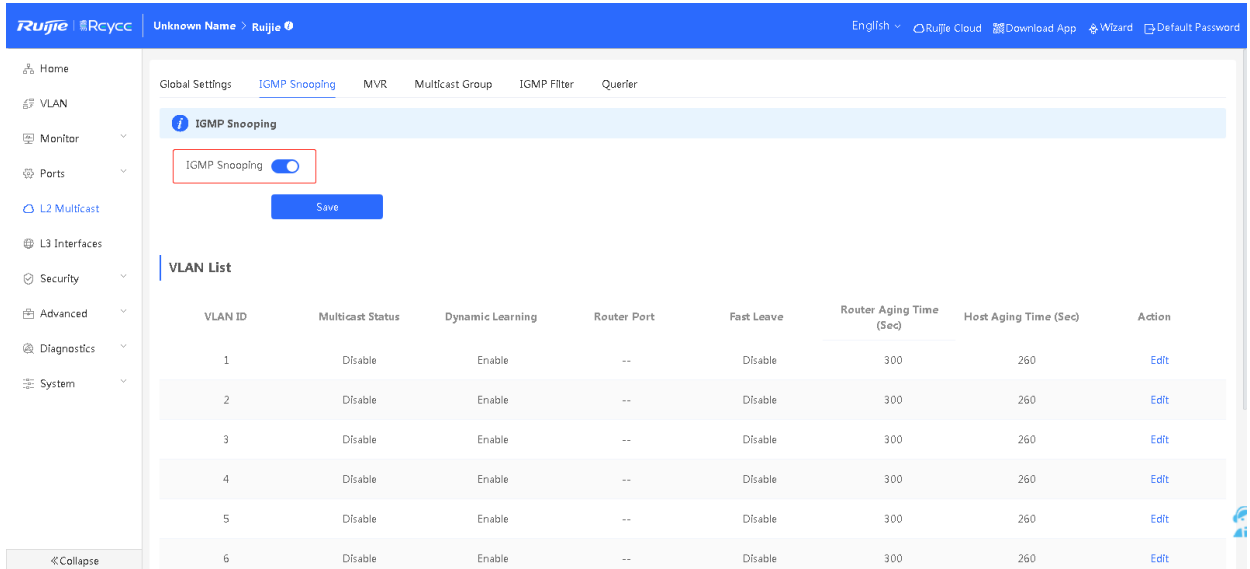 Ruijie Rcycc Unknown Name > Ruijie English Ruijie Cloud Download App Wizard Default Password
Home
VLAN
Monitor
Ports
L2 Multicast
L3 Interfaces
Security
Advanced
Diagnostics
System
«Collapse
Global Settings IGMP Snooping MVR Multicast Group IGMP Filter Querier
i IGMP Snooping
IGMP Snooping
Save
VLAN List
VLAN ID Multicast Status Dynamic Learning Router Port Fast Leave Router Aging Time (Sec) Host Aging Time (Sec) Action
1 Disable Enable -- Disable 300 260 Edit
2 Disable Enable -- Disable 300 260 Edit
3 Disable Enable -- Disable 300 260 Edit
4 Disable Enable -- Disable 300 260 Edit
5 Disable Enable -- Disable 300 260 Edit
6 Disable Enable -- Disable 300 260 Edit